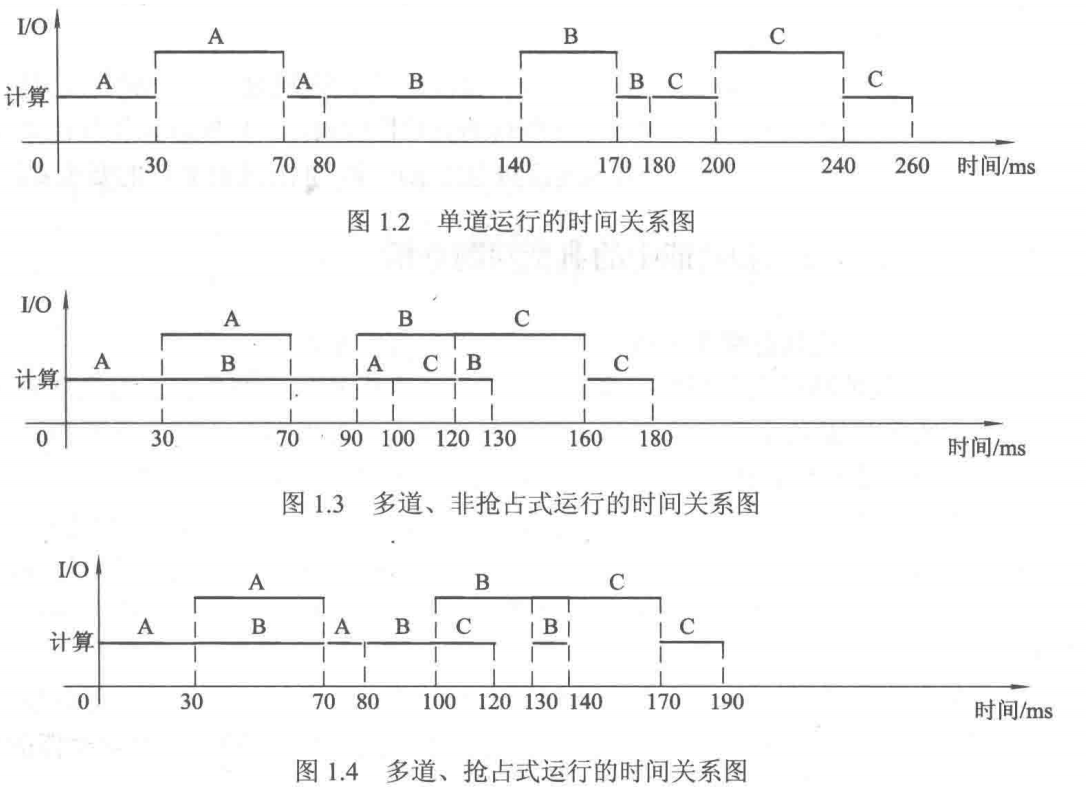 I/O
A B C
计算 A A B B C C
0 30 70 80 140 170 180 200 240 260 时间/ms
图 1.2 单道运行的时间关系图
I/O
A B C
计算 A B A C B C
0 30 70 90 100 120 130 160 180 时间/ms
图 1.3 多道、非抢占式运行的时间关系图
I/O
A B C
计算 A B A B C B C
0 30 70 80 100 120 130 140 170 190 时间/ms
图 1.4 多道、抢占式运行的时间关系图